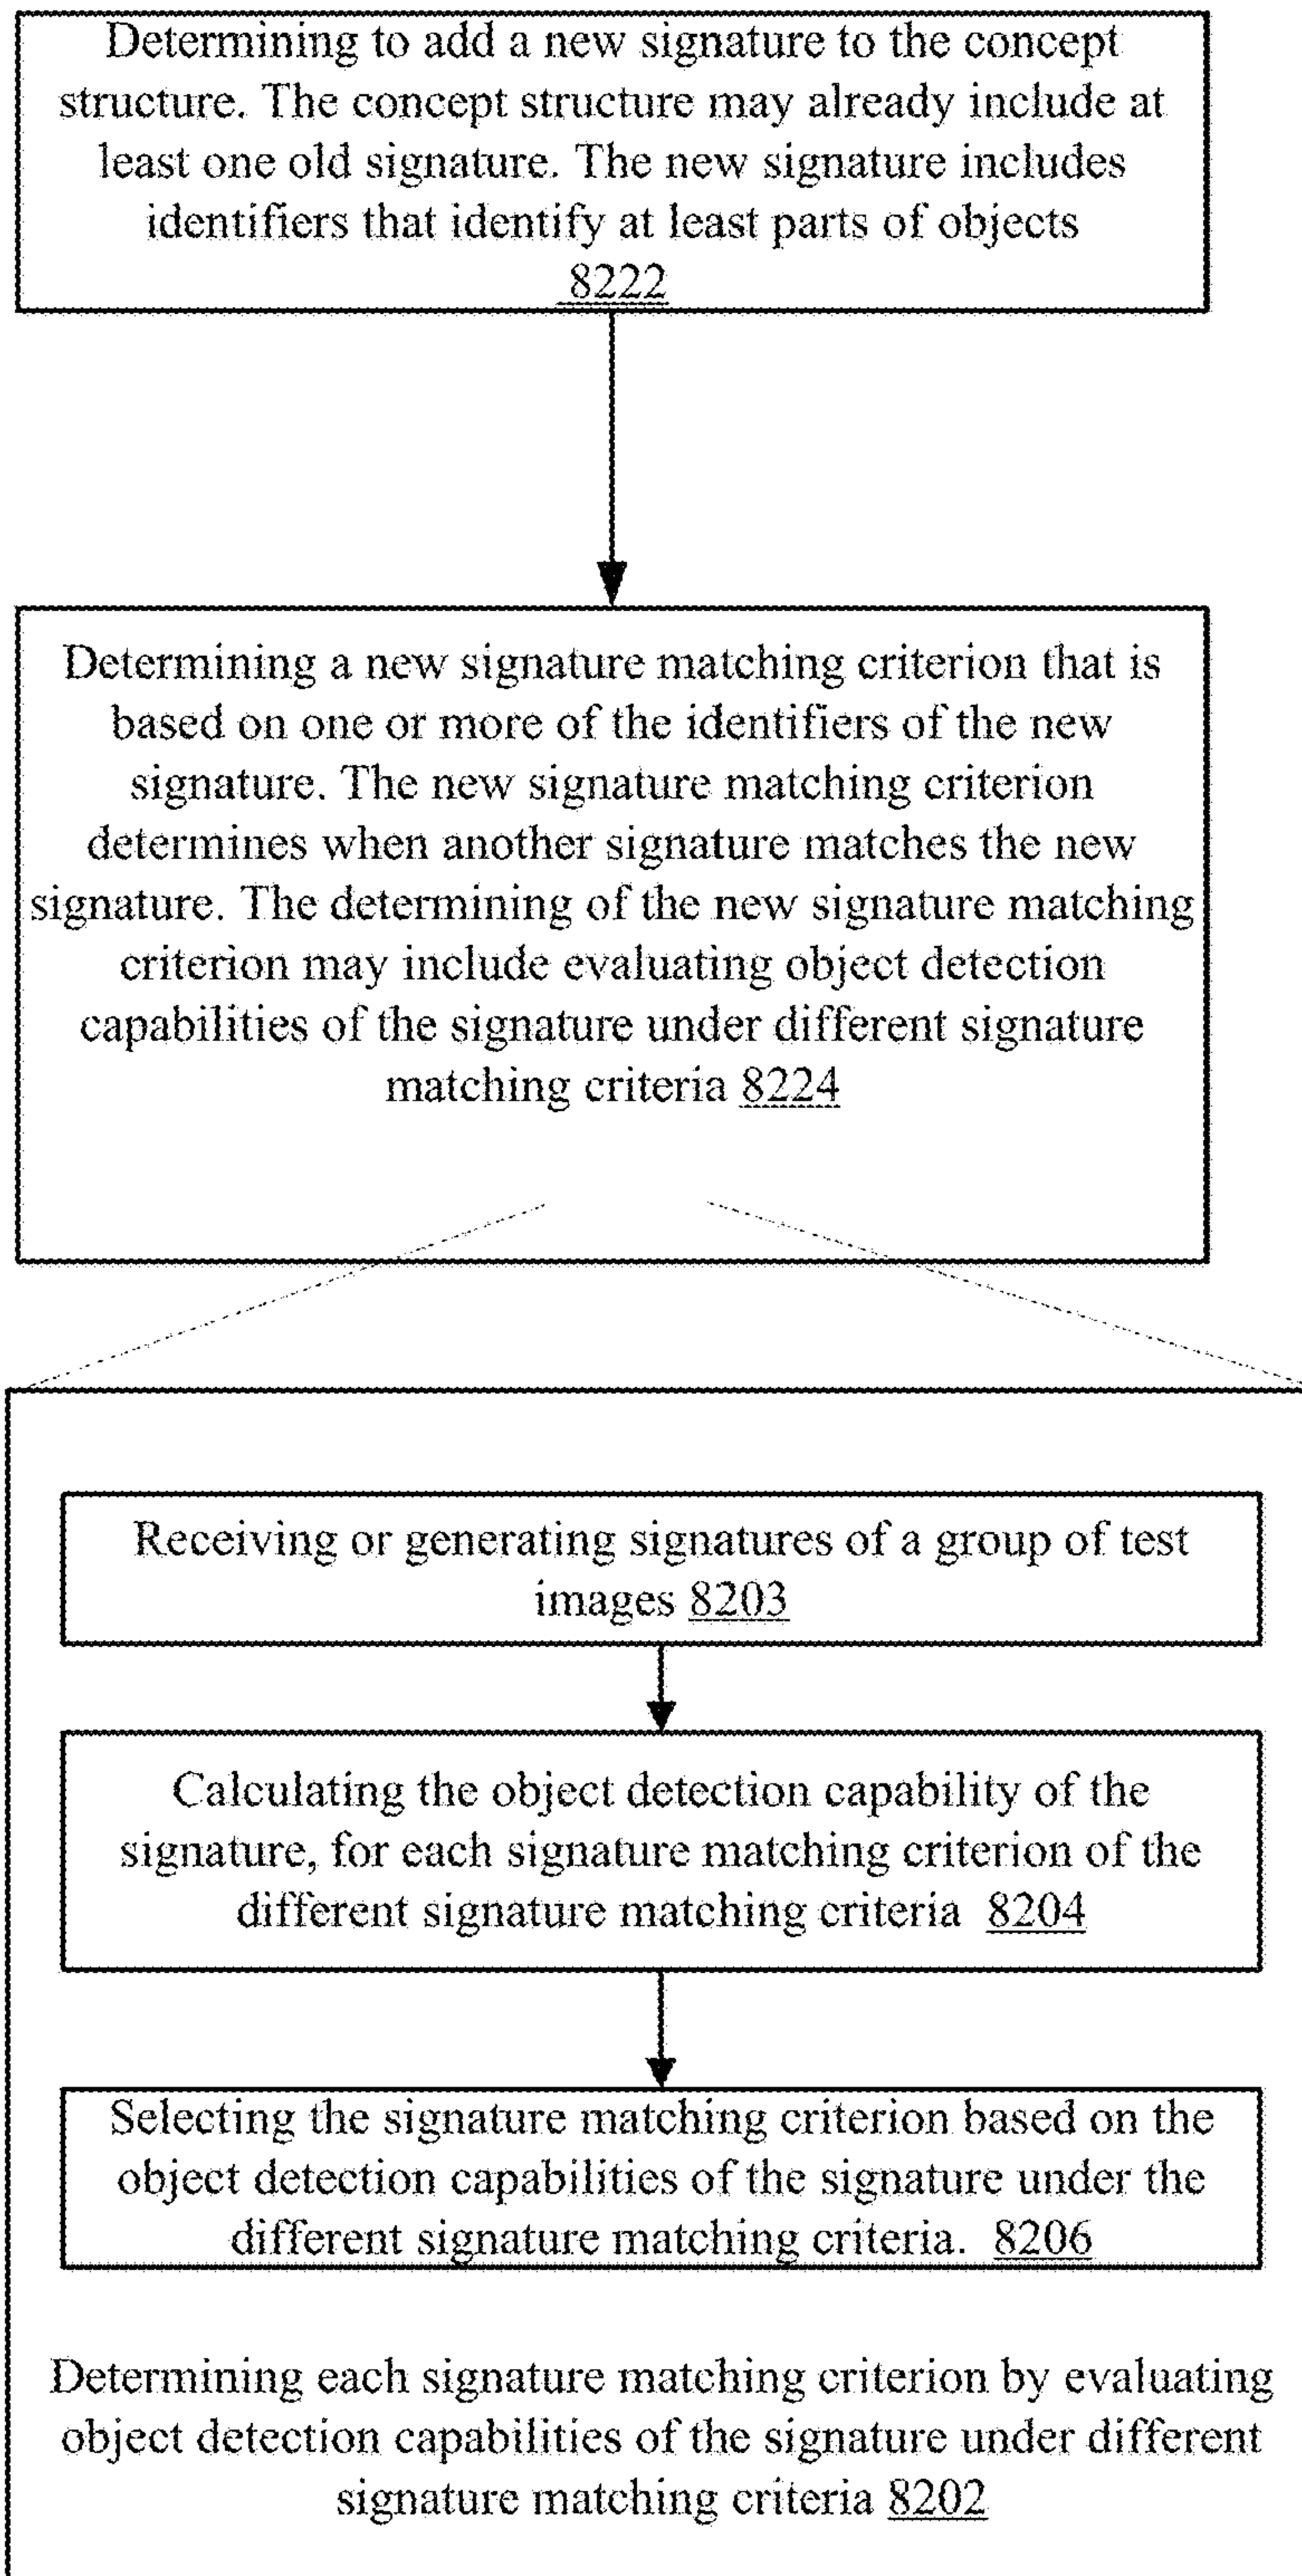 Determining to add a new signature to the concept
structure. The concept structure may already include at
least one old signature. The new signature includes
identifiers that identify at least parts of objects
8222
Determining a new signature matching criterion that is
based on one or more of the identifiers of the new
signature. The new signature matching criterion
determines when another signature matches the new
signature. The determining of the new signature matching
criterion may include evaluating object detection
capabilities of the signature under different signature
matching criteria 8224
Receiving or generating signatures of a group of test
images 8203
Calculating the object detection capability of the
signature, for each signature matching criterion of the
different signature matching criteria 8204
Selecting the signature matching criterion based on the
object detection capabilities of the signature under the
different signature matching criteria. 8206
Determining each signature matching criterion by evaluating
object detection capabilities of the signature under different
signature matching criteria 8202